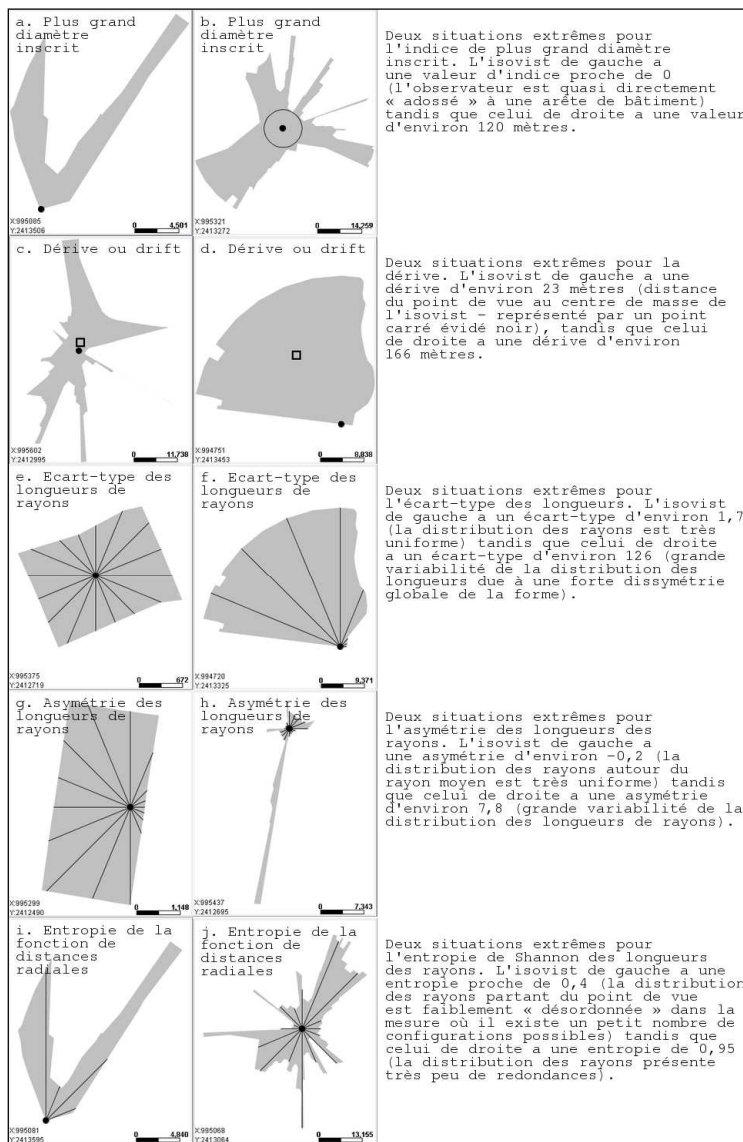 a. Plus grand
diamètre
inscrit
X:995085
Y:2413506
0 4,501
b. Plus grand
diamètre
inscrit
X:995321
Y:2413272
0 14,259
Deux situations extrêmes pour
l'indice de plus grand diamètre
inscrit. L'isovist de gauche a
une valeur d'indice proche de 0
(l'observateur est quasi directement
« adossé » à une arête de bâtiment)
tandis que celui de droite a une valeur
d'environ 120 mètres.
c. Dérive ou drift
X:995602
Y:2412995
0 11,738
d. Dérive ou drift
X:994751
Y:2413453
0 8,838
Deux situations extrêmes pour la
dérive. L'isovist de gauche a une
dérive d'environ 23 mètres (distance
du point de vue au centre de masse de
l'isovist - représenté par un point
carré évidé noir), tandis que celui
de droite a une dérive d'environ
166 mètres.
e. Ecart-type des
longueurs de
rayons
X:995375
Y:2412719
0 672
f. Ecart-type des
longueurs de
rayons
X:994720
Y:2413325
0 9,371
Deux situations extrêmes pour
l'écart-type des longueurs. L'isovist
de gauche a un écart-type d'environ 1,7
(la distribution des rayons est très
uniforme) tandis que celui de droite
a un écart-type d'environ 126 (grande
variabilité de la distribution des
longueurs due à une forte dissymétrie
globale de la forme).
g. Asymétrie des
longueurs de
rayons
X:995299
Y:2412490
0 1,148
h. Asymétrie des
longueurs de
rayons
X:995437
Y:2412695
0 7,343
Deux situations extrêmes pour
l'asymétrie des longueurs des
rayons. L'isovist de gauche a
une asymétrie d'environ -0,2 (la
distribution des rayons autour du
rayon moyen est très uniforme) tandis
que celui de droite a une asymétrie
d'environ 7,8 (grande variabilité de la
distribution des longueurs de rayons).
i. Entropie de la
fonction de
distances
radiales
X:995081
Y:2413595
0 4,840
j. Entropie de la
fonction de
distances
radiales
X:995068
Y:2413064
0 13,155
Deux situations extrêmes pour
l'entropie de Shannon des longueurs
des rayons. L'isovist de gauche a une
entropie proche de 0,4 (la distribution
des rayons partant du point de vue
est faiblement « désordonnée » dans la
mesure où il existe un petit nombre de
configurations possibles) tandis que
celui de droite a une entropie de 0,95
(la distribution des rayons présente
très peu de redondances).